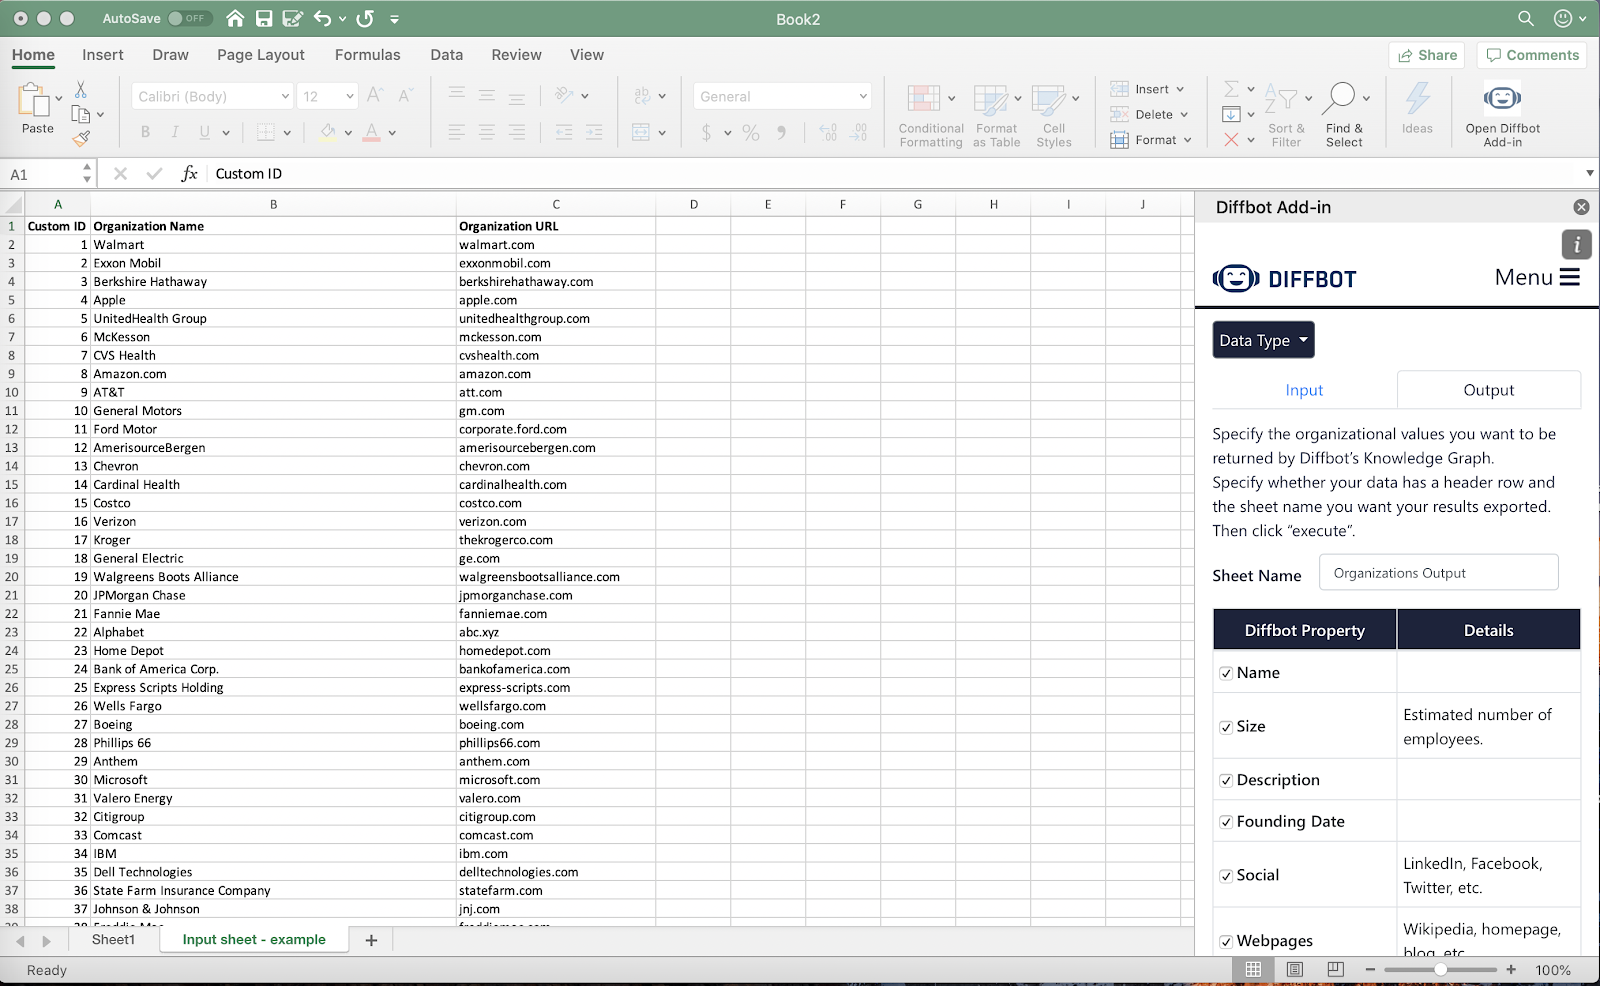 AutoSave OFF
Book2
Home Insert Draw Page Layout Formulas Data Review View
Share Comments
Paste
Calibri (Body) 12
B I U
A A A
ab
General
$ % 9
.0 .00
Conditional Formatting
Format as Table
Cell Styles
Insert
Delete
Format
Sort & Filter
Find & Select
Ideas
Open Diffbot Add-in
A1 fx Custom ID
A B C D E F G H I J
1 Custom ID Organization Name Organization URL
2 1 Walmart walmart.com
3 2 Exxon Mobil exxonmobil.com
4 3 Berkshire Hathaway berkshirehathaway.com
5 4 Apple apple.com
6 5 UnitedHealth Group unitedhealthgroup.com
7 6 McKesson mckesson.com
8 7 CVS Health cvshealth.com
9 8 Amazon.com amazon.com
10 9 AT&T att.com
11 10 General Motors gm.com
12 11 Ford Motor corporate.ford.com
13 12 AmerisourceBergen amerisourcebergen.com
14 13 Chevron chevron.com
15 14 Cardinal Health cardinalhealth.com
16 15 Costco costco.com
17 16 Verizon verizon.com
18 17 Kroger thekrogerco.com
19 18 General Electric ge.com
20 19 Walgreens Boots Alliance walgreensbootsalliance.com
21 20 JPMorgan Chase jpmorganchase.com
22 21 Fannie Mae fanniemae.com
23 22 Alphabet abc.xyz
24 23 Home Depot homedepot.com
25 24 Bank of America Corp. bankofamerica.com
26 25 Express Scripts Holding express-scripts.com
27 26 Wells Fargo wellsfargo.com
28 27 Boeing boeing.com
29 28 Phillips 66 phillips66.com
30 29 Anthem anthem.com
31 30 Microsoft microsoft.com
32 31 Valero Energy valero.com
33 32 Citigroup citigroup.com
34 33 Comcast comcast.com
35 34 IBM ibm.com
36 35 Dell Technologies delltechnologies.com
37 36 State Farm Insurance Company statefarm.com
38 37 Johnson & Johnson jnj.com
Sheet1 Input sheet - example +
Ready
100%
Diffbot Add-in
i
DIFFBOT
Menu
Data Type
Input Output
Specify the organizational values you want to be
returned by Diffbot's Knowledge Graph.
Specify whether your data has a header row and
the sheet name you want your results exported.
Then click "execute".
Sheet Name Organizations Output
Diffbot Property Details
Name
Size Estimated number of
employees.
Description
Founding Date
Social LinkedIn, Facebook,
Twitter, etc.
Webpages Wikipedia, homepage,
blog, etc.